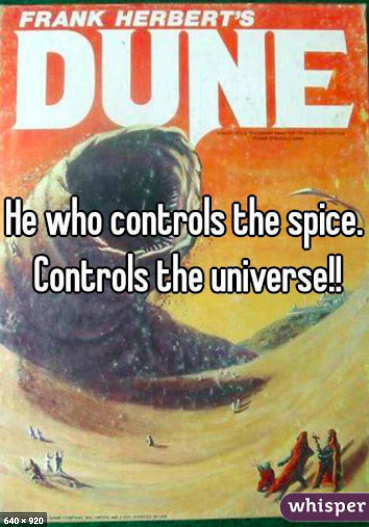 FRANK HERBERT'S
DUNE
He who controls the spice.
Controls the universe!!
whisper
640 × 920